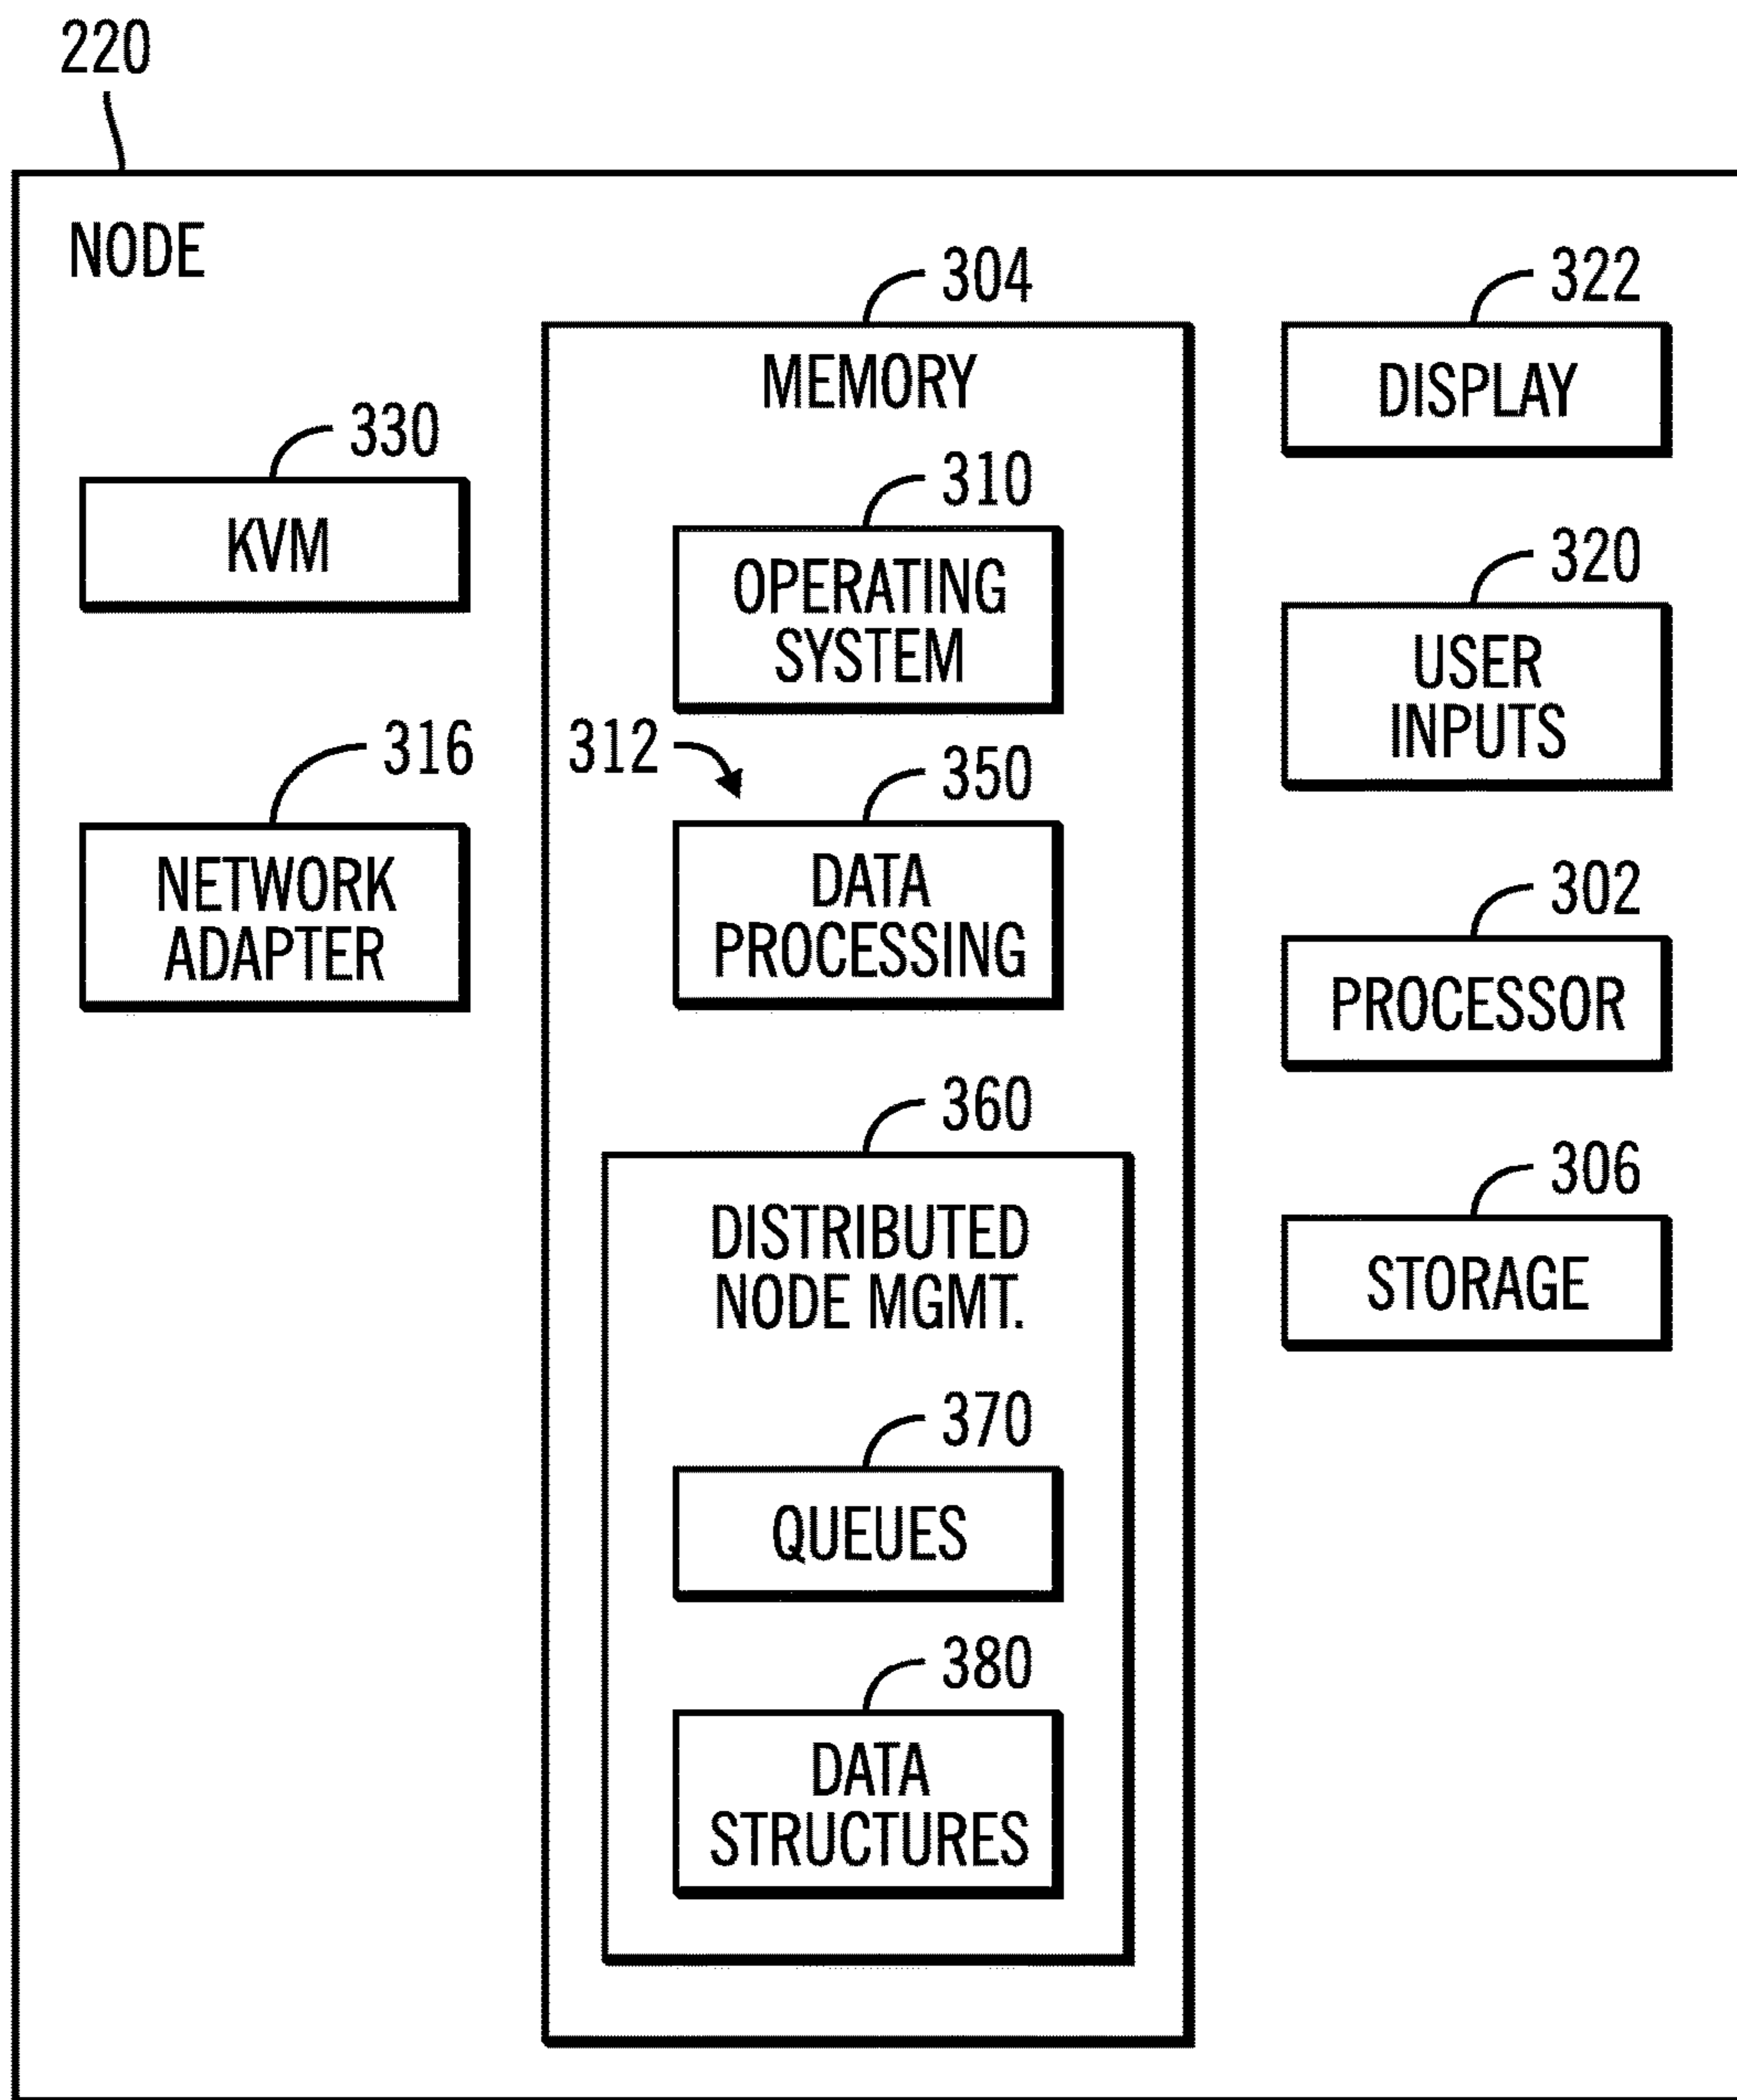 220
NODE
304
MEMORY
322
DISPLAY
330
KVM
310
OPERATING
SYSTEM
320
USER
INPUTS
316
NETWORK
ADAPTER
312
350
DATA
PROCESSING
302
PROCESSOR
360
DISTRIBUTED
NODE MGMT.
306
STORAGE
370
QUEUES
380
DATA
STRUCTURES